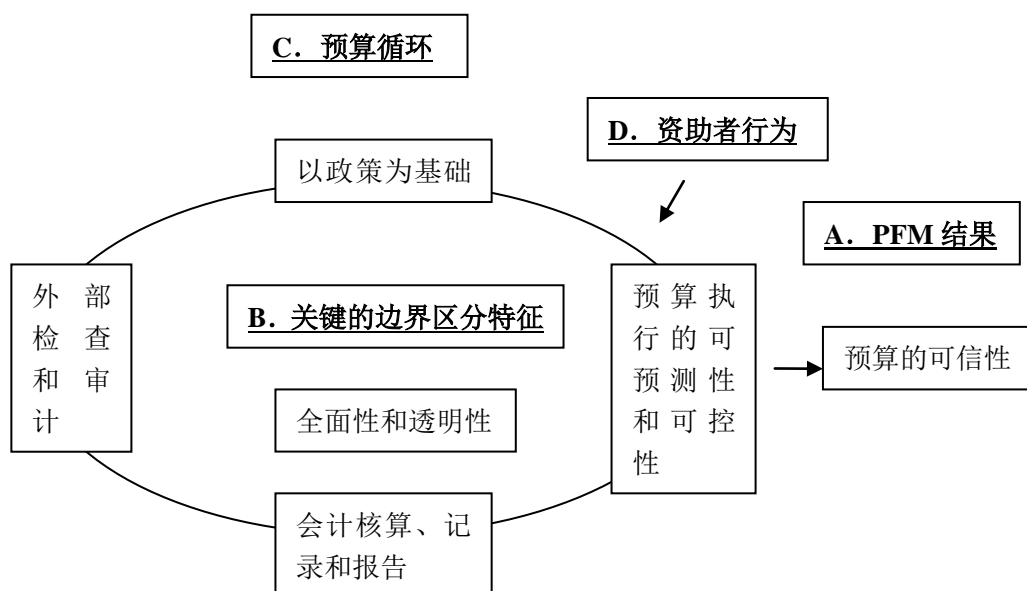 C. 预算循环
D. 资助者行为
以政策为基础
A. PFM 结果
外部
检查
和审
计
B. 关键的边界区分特征
预算执
行的可
预测性
和可控
性
预算的可信性
全面性和透明性
会计核算、记
录和报告